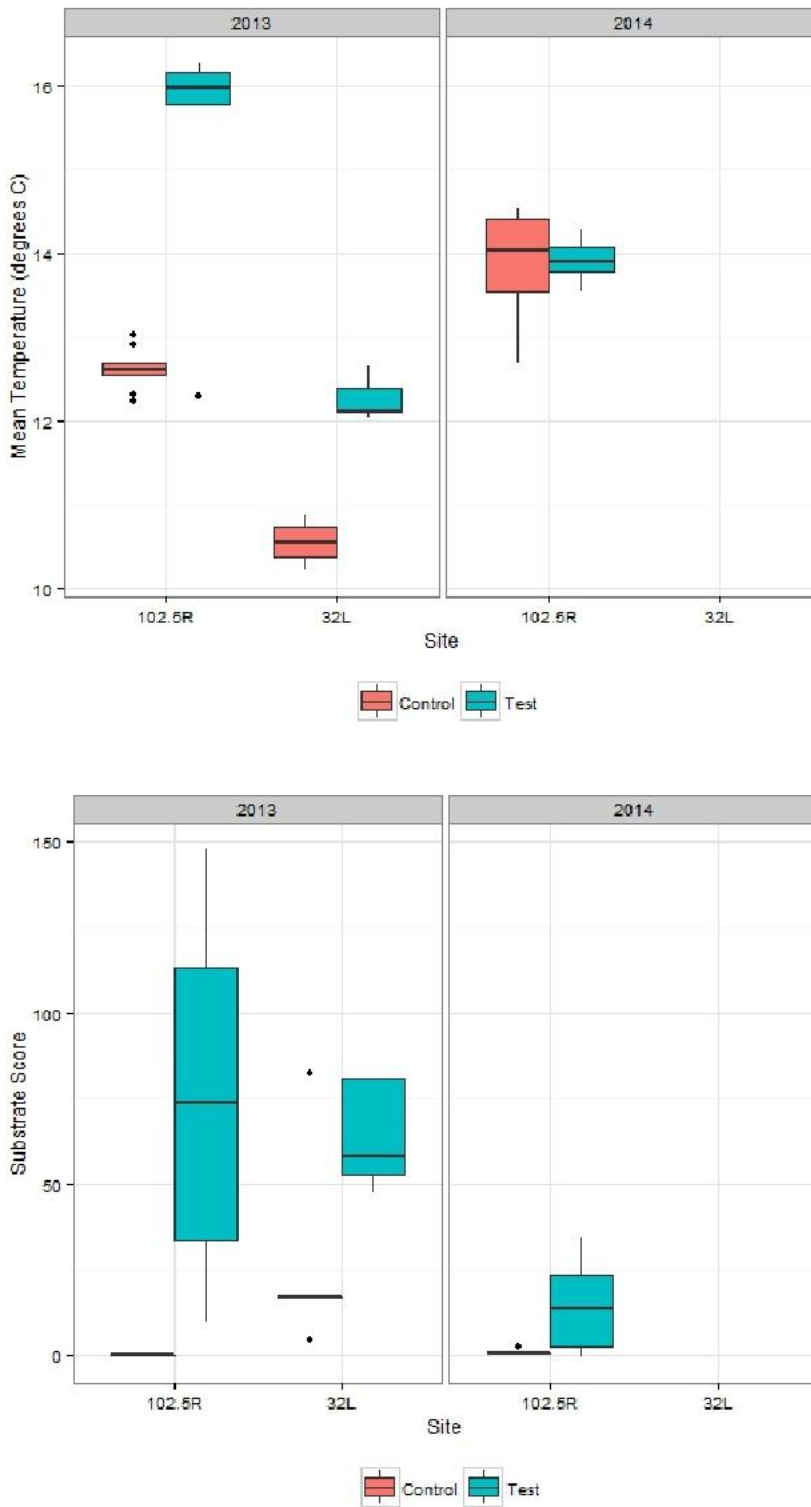 2013 2014
Mean Temperature (degrees C)
16
14
12
10
102.5R 32L 102.5R 32L
Site
Control Test
2013 2014
Substrate Score
150
100
50
0
102.5R 32L 102.5R 32L
Site
Control Test